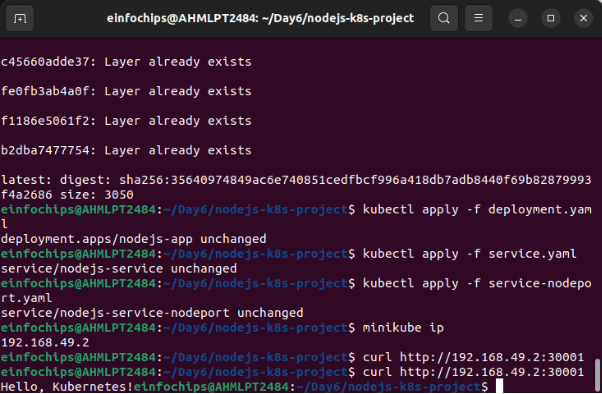 einfochips@AHMLPT2484: ~/Day6/nodejs-k8s-project
c45660adde37: Layer already exists
fe0fb3ab4a0f: Layer already exists
f1186e5061f2: Layer already exists
b2dba7477754: Layer already exists
latest: digest: sha256:35640974849ac6e740851cedfbcf996a418db7adb8440f69b82879993
f4a2686 size: 3050
einfochips@AHMLPT2484:~/Day6/nodejs-k8s-project$ kubectl apply -f deployment.yam
l
deployment.apps/nodejs-app unchanged
einfochips@AHMLPT2484:~/Day6/nodejs-k8s-project$ kubectl apply -f service.yaml
service/nodejs-service unchanged
einfochips@AHMLPT2484:~/Day6/nodejs-k8s-project$ kubectl apply -f service-nodepo
rt.yaml
service/nodejs-service-nodeport unchanged
einfochips@AHMLPT2484:~/Day6/nodejs-k8s-project$ minikube ip
192.168.49.2
einfochips@AHMLPT2484:~/Day6/nodejs-k8s-project$ curl http://192.168.49.2:30001
einfochips@AHMLPT2484:~/Day6/nodejs-k8s-project$ curl http://192.168.49.2:30001
Hello, Kubernetes!einfochips@AHMLPT2484:~/Day6/nodejs-k8s-project$